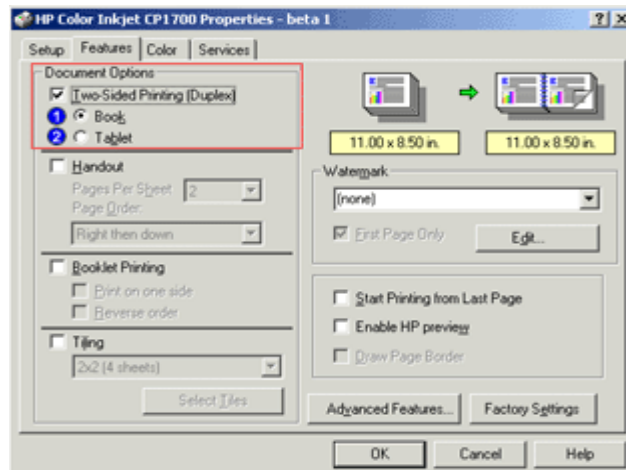 HP Color Inkjet CP1700 Properties - beta 1
Setup Features Color Services
Document Options
Two-Sided Printing (Duplex)
1 Book
2 Tablet
11.00 x 8.50 in. 11.00 x 8.50 in.
Handout
Pages Per Sheet 2
Page Order:
Right then down
Watermark
(none)
First Page Only Edit...
Booklet Printing
Print on one side
Reverse order
Start Printing from Last Page
Enable HP preview
Draw Page Border
Tiling
2x2 (4 sheets)
Select Tiles
Advanced Features... Factory Settings
OK Cancel Help